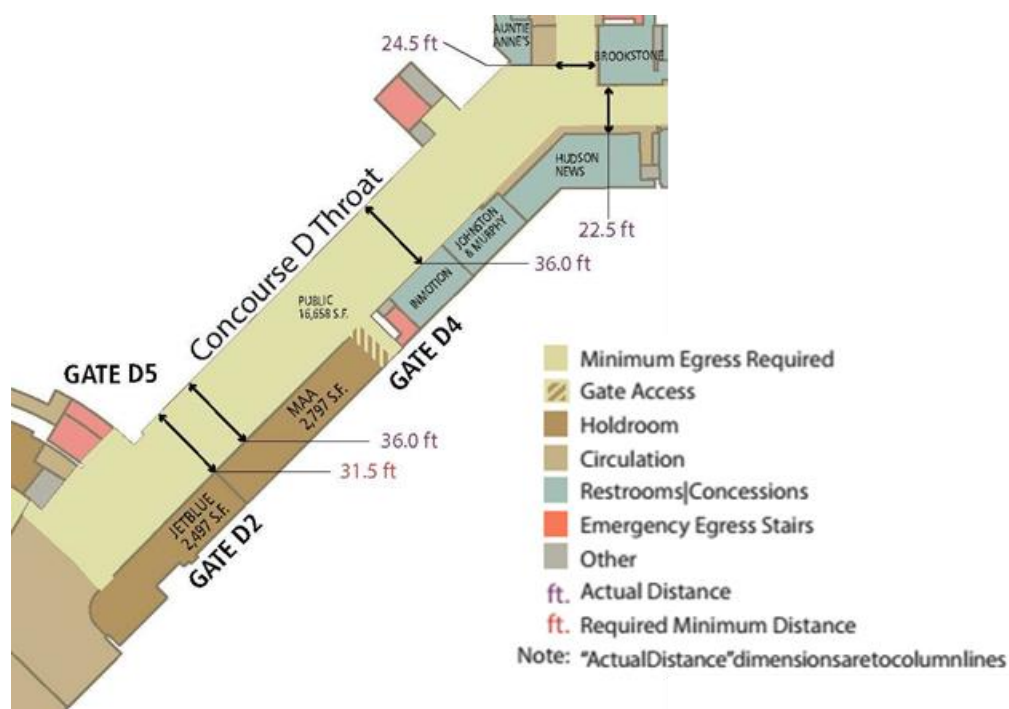 AUNTIE
ANNE'S
24.5 ft
BROOKSTONE
HUDSON
NEWS
Concourse D Throat
JOHNSTON
& MURPHY
22.5 ft
36.0 ft
INMOTION
PUBLIC
16,658 S.F.
GATE D4
GATE D5
MAA
2,797 S.F.
36.0 ft
31.5 ft
JETBLUE
2,497 S.F.
GATE D2
Minimum Egress Required
Gate Access
Holdroom
Circulation
Restrooms|Concessions
Emergency Egress Stairs
Other
ft. Actual Distance
ft. Required Minimum Distance
Note: "ActualDistance"dimensionsaretocolumnlines